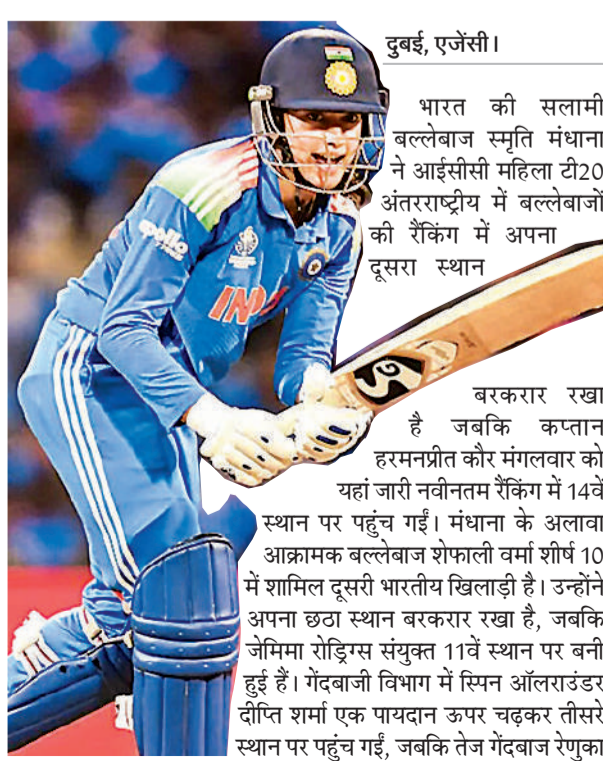 दुबई, एजेंसी।
भारत की सलामी
बल्लेबाज स्मृति मंधाना
ने आईसीसी महिला टी20
अंतरराष्ट्रीय में बल्लेबाजों
की रैंकिंग में अपना
दूसरा स्थान
बरकरार रखा
है जबकि कप्तान
हरमनप्रीत कौर मंगलवार को
यहां जारी नवीनतम रैंकिंग में 14वें
स्थान पर पहुंच गईं। मंधाना के अलावा
आक्रामक बल्लेबाज शेफाली वर्मा शीर्ष 10
में शामिल दूसरी भारतीय खिलाड़ी है। उन्होंने
अपना छठा स्थान बरकरार रखा है, जबकि
जेमिमा रोड्रिग्स संयुक्त 11वें स्थान पर बनी
हुई हैं। गेंदबाजी विभाग में स्पिन ऑलराउंडर
दीप्ति शर्मा एक पायदान ऊपर चढ़कर तीसरे
स्थान पर पहुंच गईं, जबकि तेज गेंदबाज रेणुका
apollo
IND
SG